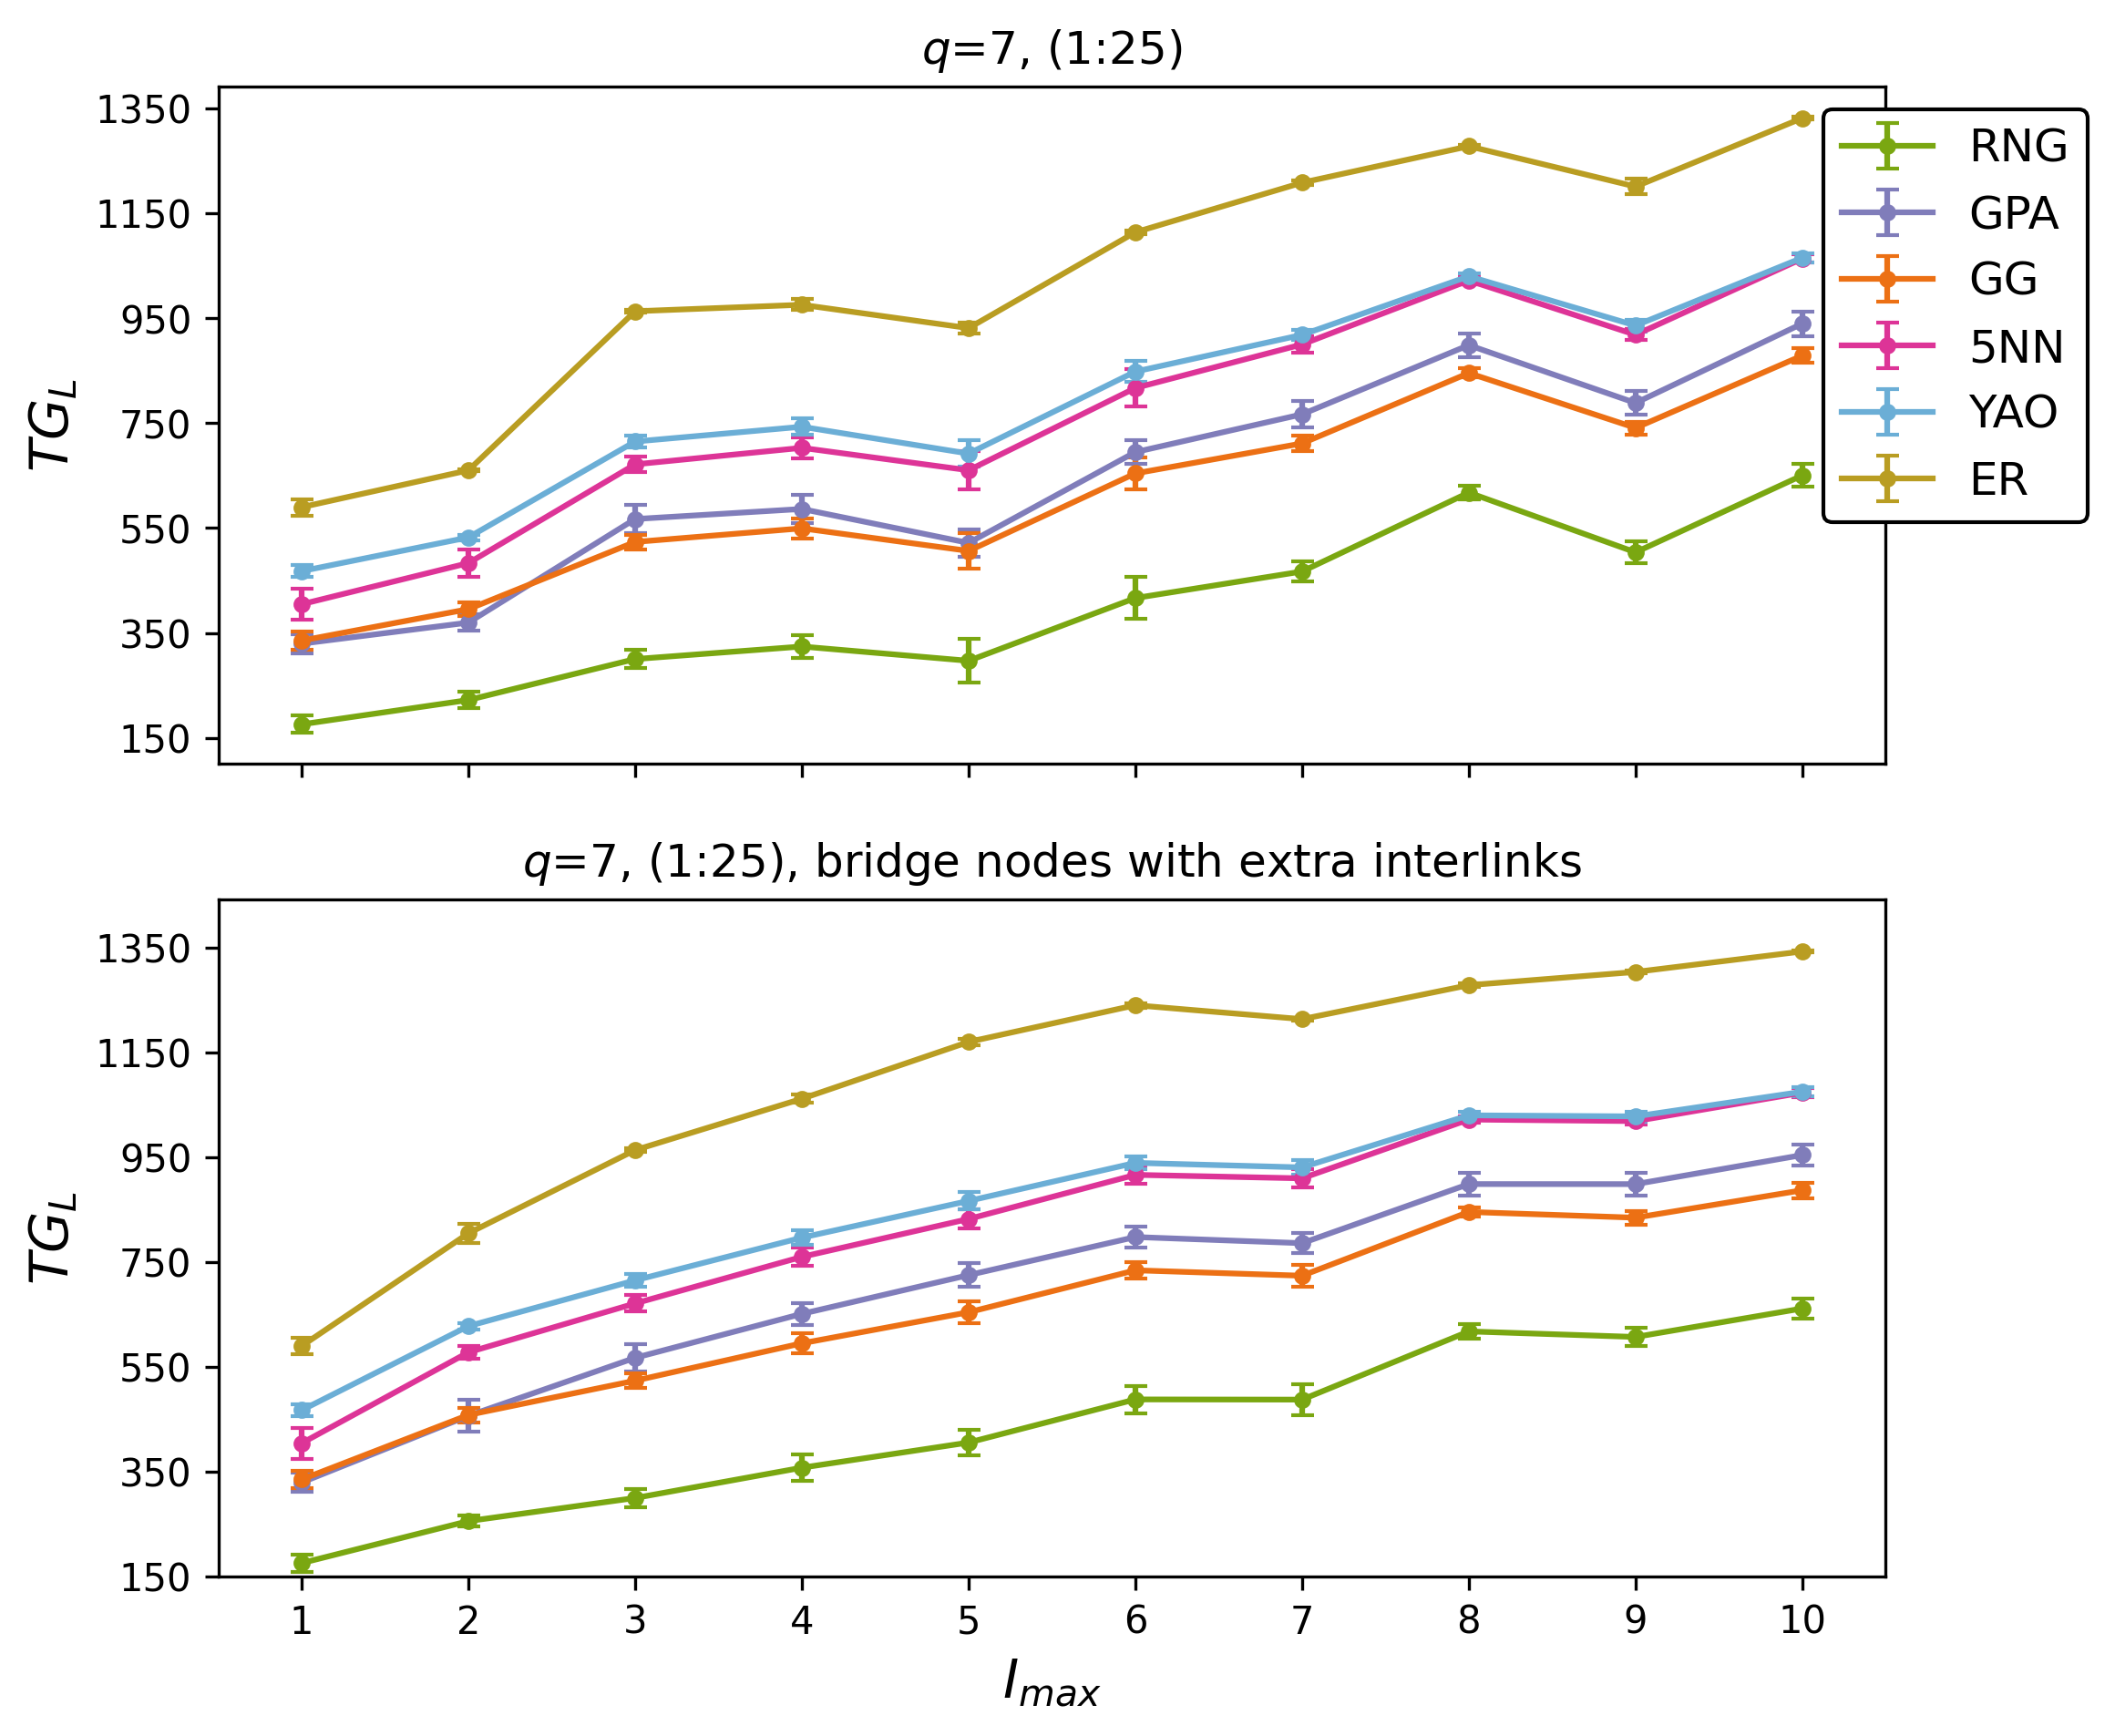 q=7, (1:25)
1350
1150
950
750
550
350
150
TG_L
RNG
GPA
GG
5NN
YAO
ER
q=7, (1:25), bridge nodes with extra interlinks
1350
1150
950
750
550
350
150
TG_L
1 2 3 4 5 6 7 8 9 10
I_max